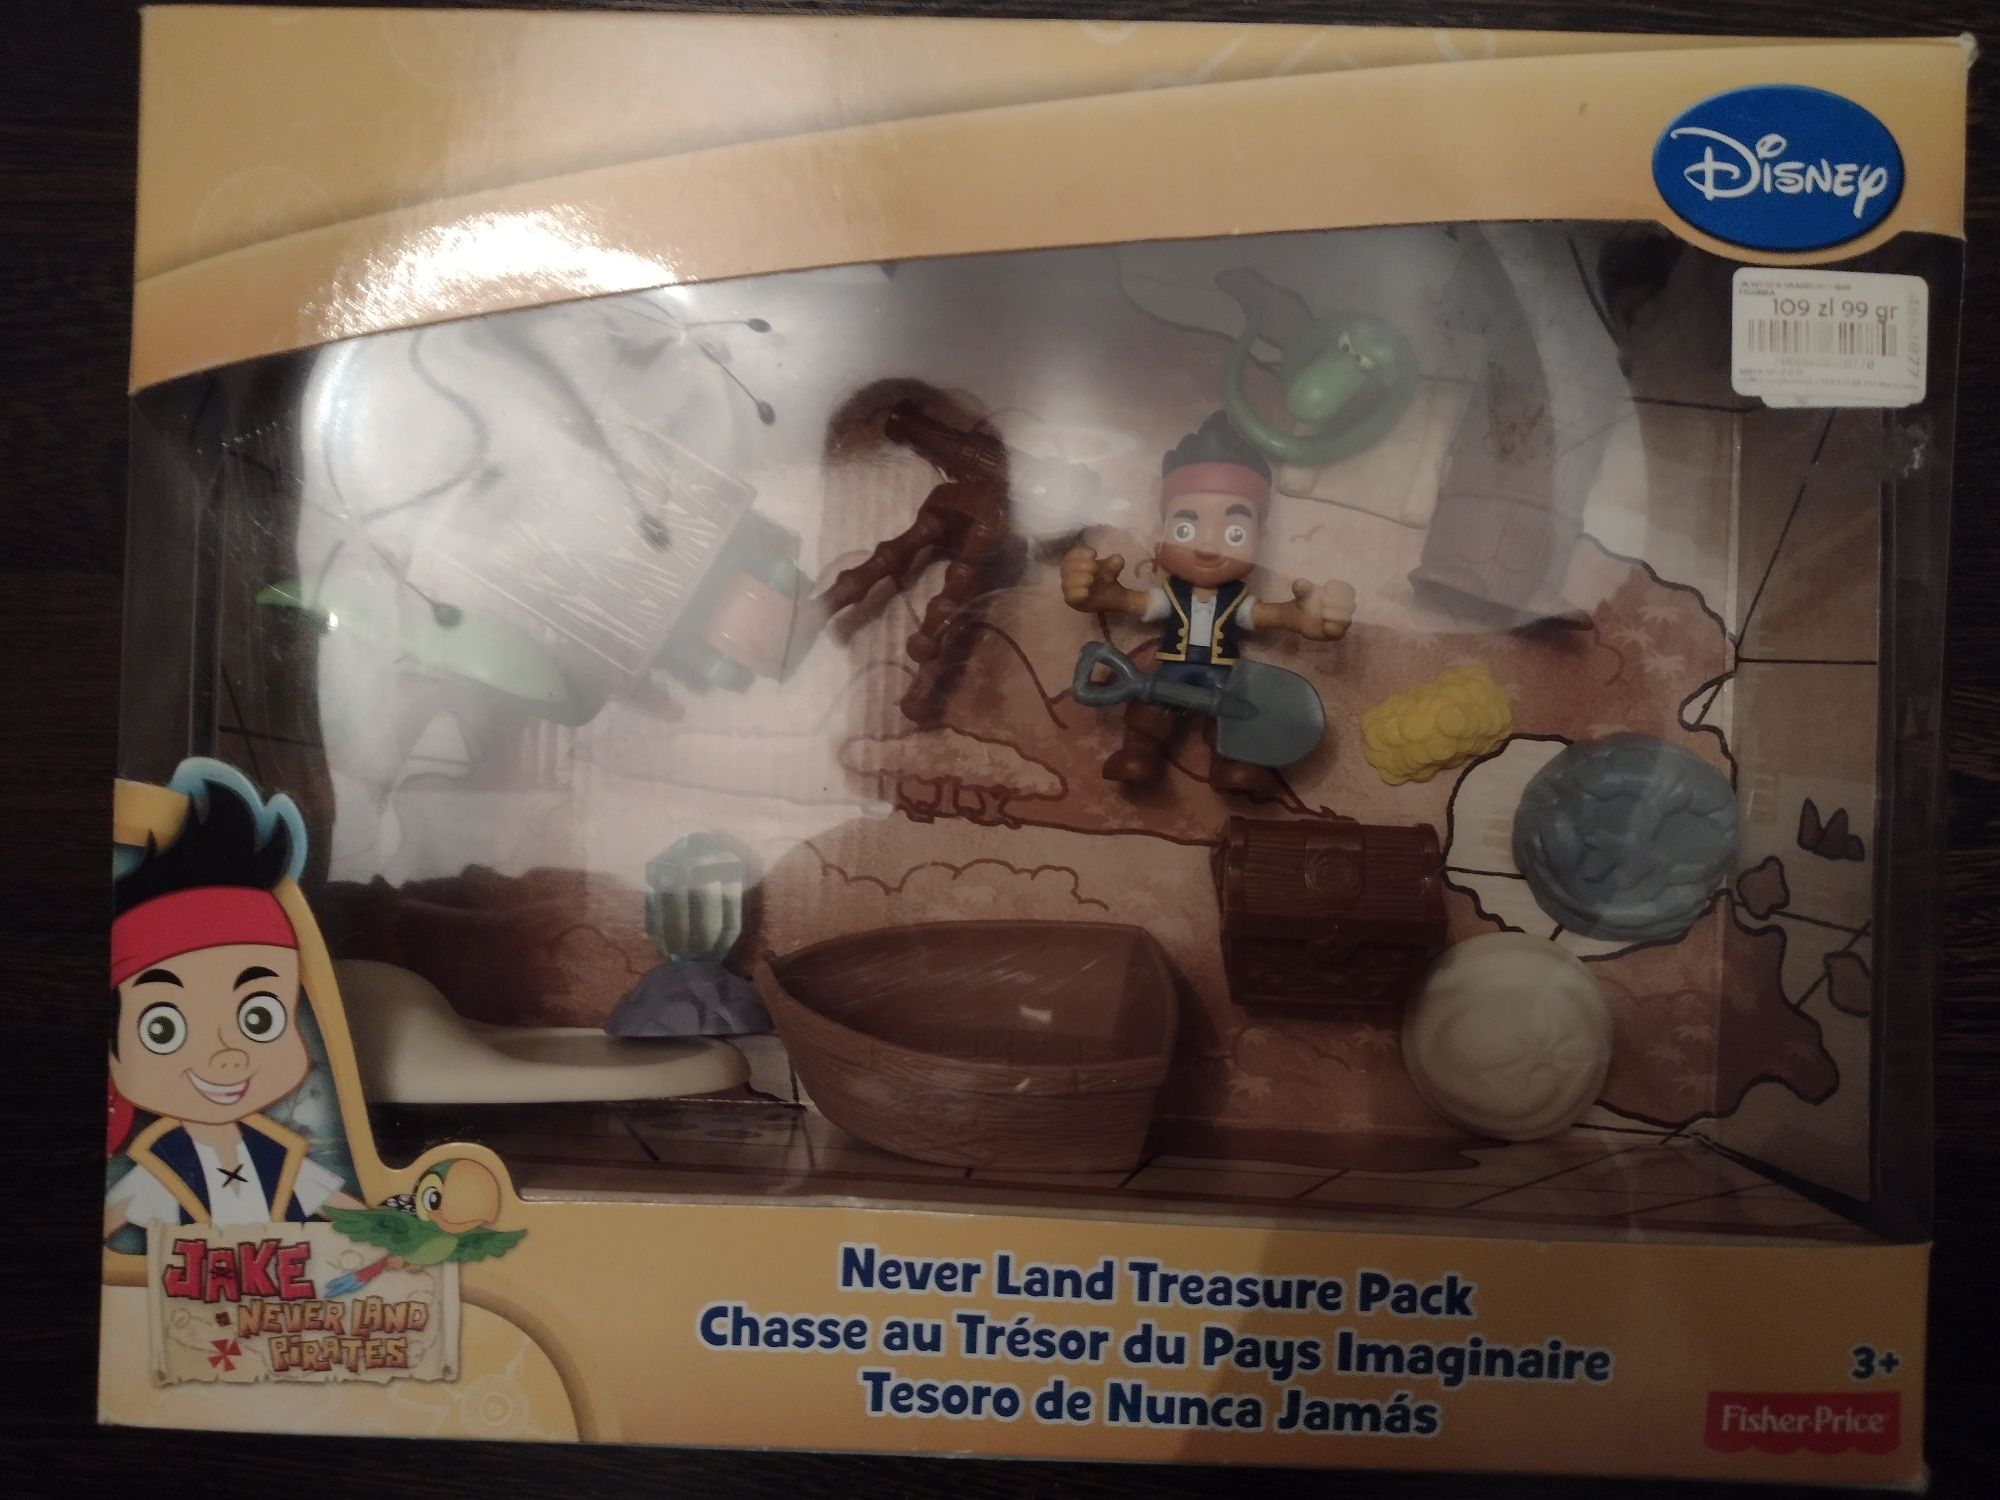 Disney
109 zł 99 gr
JAKE
NEVER LAND
PIRATES
Never Land Treasure Pack
Chasse au Trésor du Pays Imaginaire
Tesoro de Nunca Jamás
3+
Fisher-Price